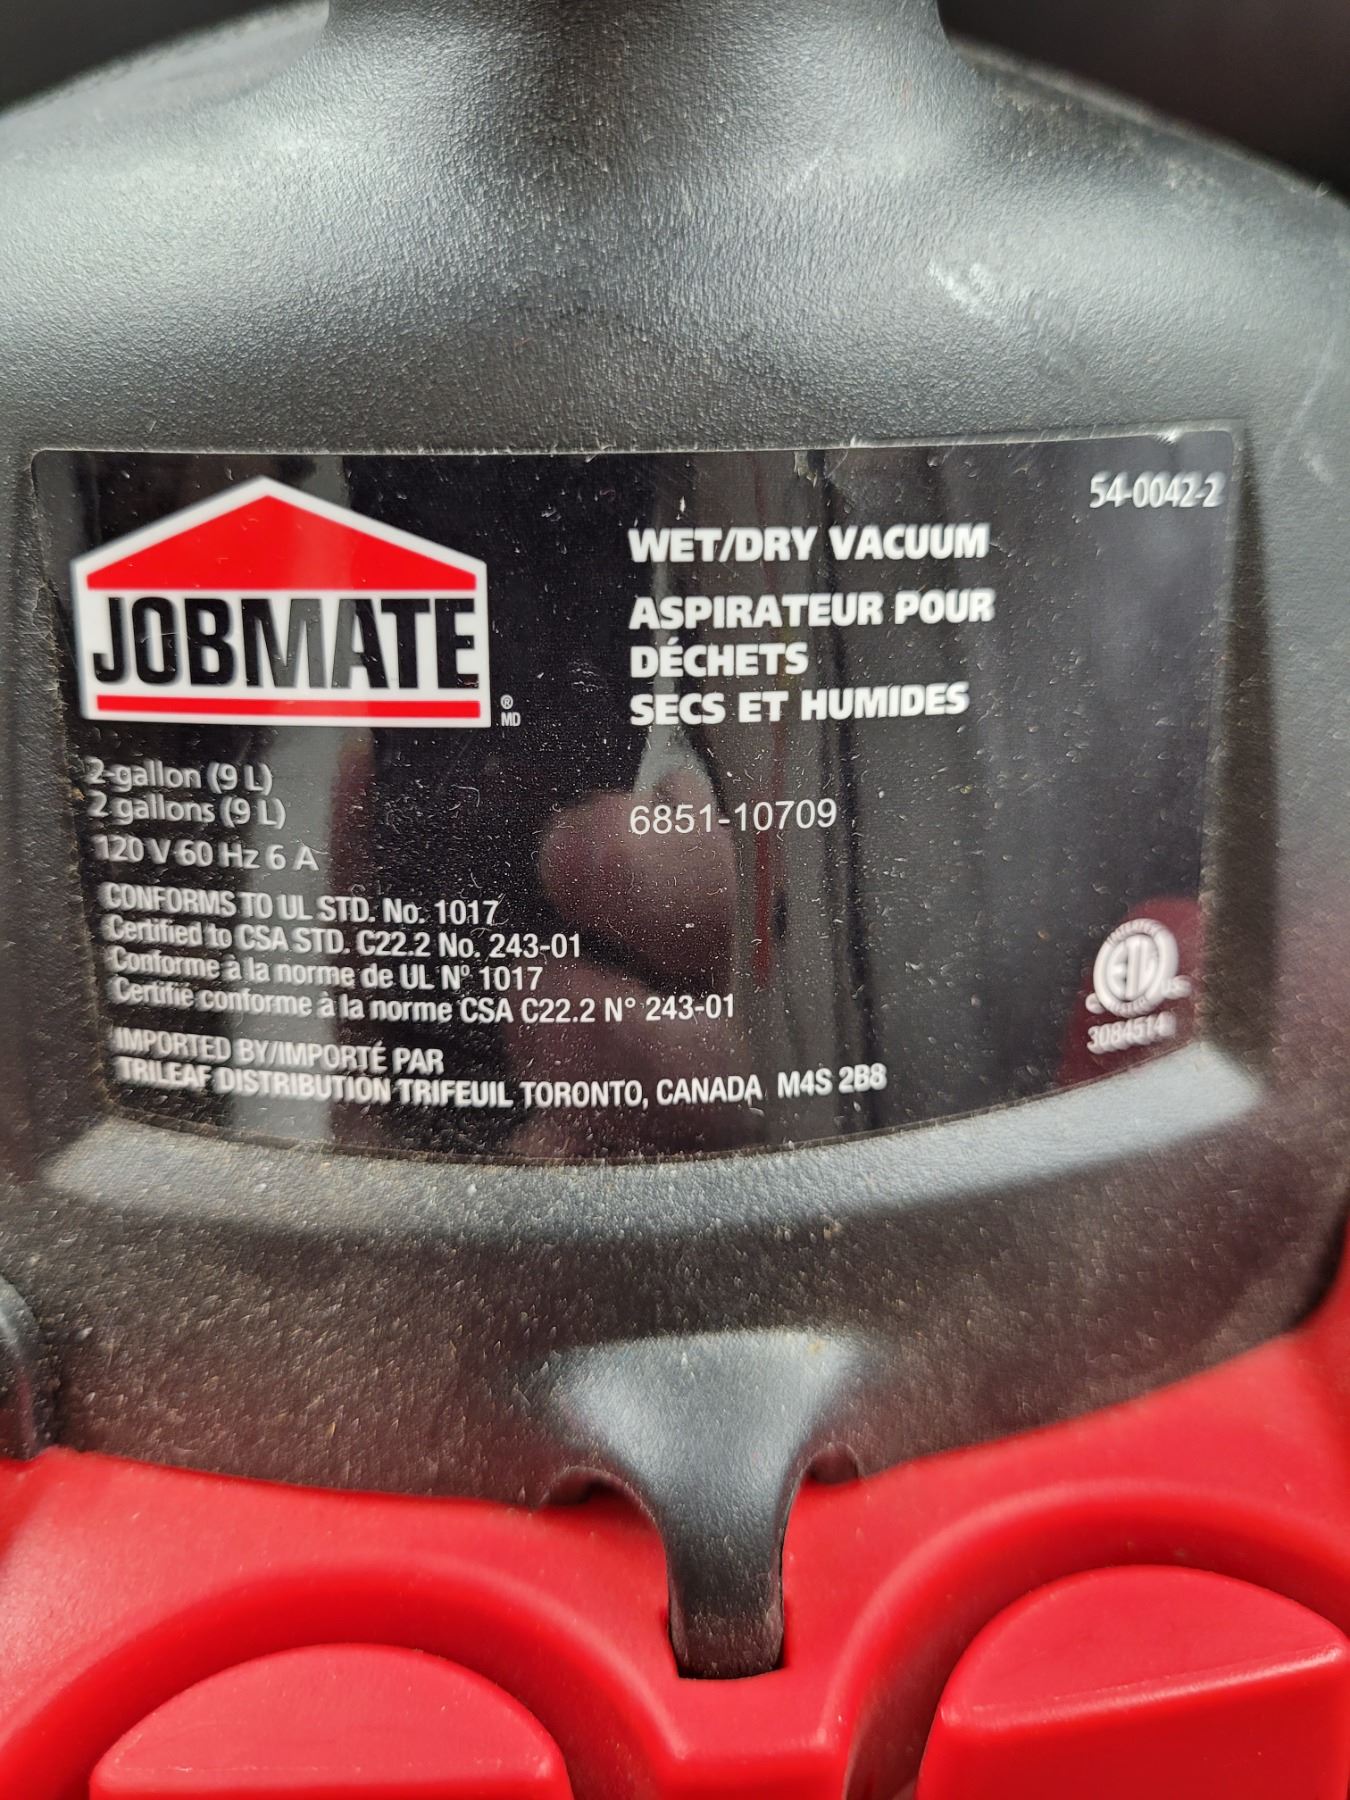 54-0042-2
JOBMATE
®
MD
WET/DRY VACUUM
ASPIRATEUR POUR
DÉCHETS
SECS ET HUMIDES
2-gallon (9 L)
2 gallons (9 L)
120 V 60 Hz 6 A
6851-10709
CONFORMS TO UL STD. No. 1017
Certified to CSA STD. C22.2 No. 243-01
Conforme à la norme de UL N° 1017
Certifié conforme à la norme CSA C22.2 N° 243-01
IMPORTED BY/IMPORTÉ PAR
TRILEAF DISTRIBUTION TRIFEUIL TORONTO, CANADA M4S 2B8
ETL
3084514